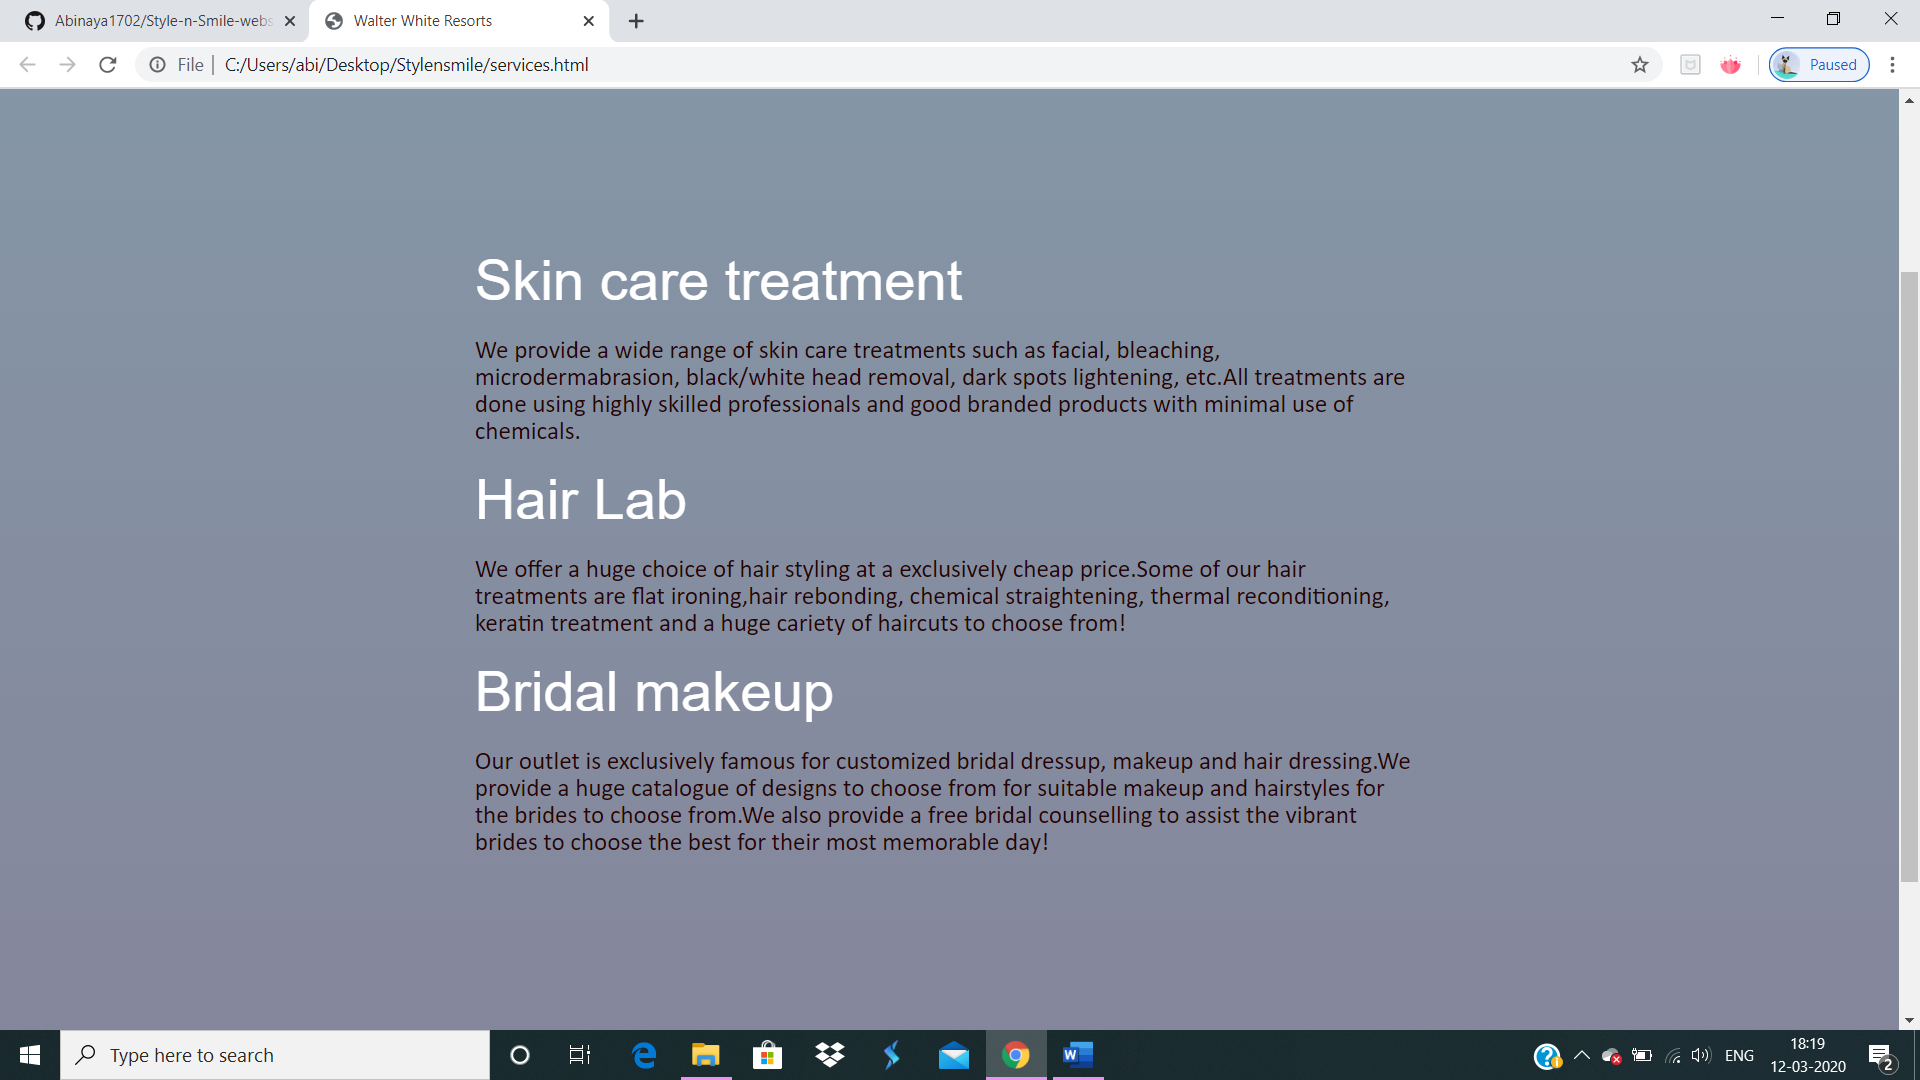 Abinaya1702/Style-n-Smile-webs
Walter White Resorts
File
C:/Users/abi/Desktop/Stylensmile/services.html
Paused
Skin care treatment
We provide a wide range of skin care treatments such as facial, bleaching,
microdermabrasion, black/white head removal, dark spots lightening, etc.All treatments are
done using highly skilled professionals and good branded products with minimal use of
chemicals.
Hair Lab
We offer a huge choice of hair styling at a exclusively cheap price.Some of our hair
treatments are flat ironing,hair rebonding, chemical straightening, thermal reconditioning,
keratin treatment and a huge cariety of haircuts to choose from!
Bridal makeup
Our outlet is exclusively famous for customized bridal dressup, makeup and hair dressing.We
provide a huge catalogue of designs to choose from for suitable makeup and hairstyles for
the brides to choose from.We also provide a free bridal counselling to assist the vibrant
brides to choose the best for their most memorable day!
Type here to search
W
ENG
18:19
12-03-2020
2